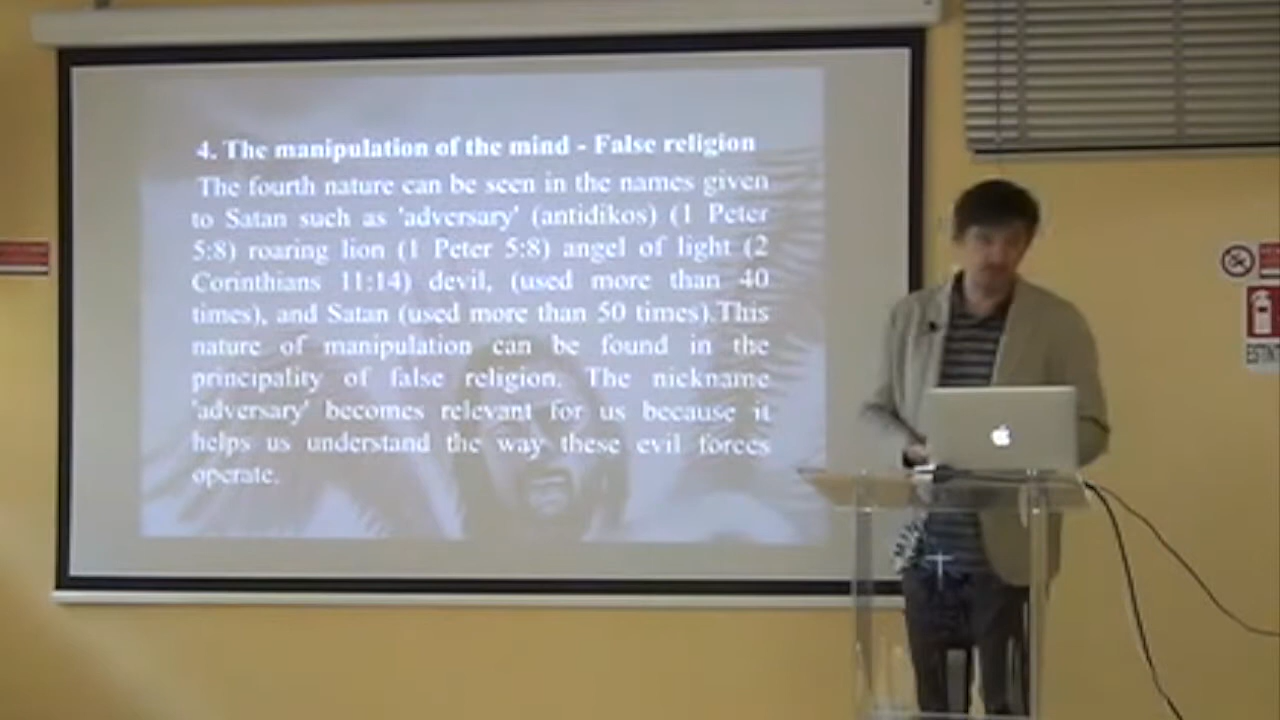 4. The manipulation of the mind - False religion
The fourth nature can be seen in the names given
to Satan such as 'adversary' (antidikos) (1 Peter
5:8) roaring lion (1 Peter 5:8) angel of light (2
Corinthians 11:14) devil, (used more than 40
times), and Satan (used more than 50 times).This
nature of manipulation can be found in the
principality of false religion. The nickname
'adversary' becomes relevant for us because it
helps us understand the way these evil forces
operate.